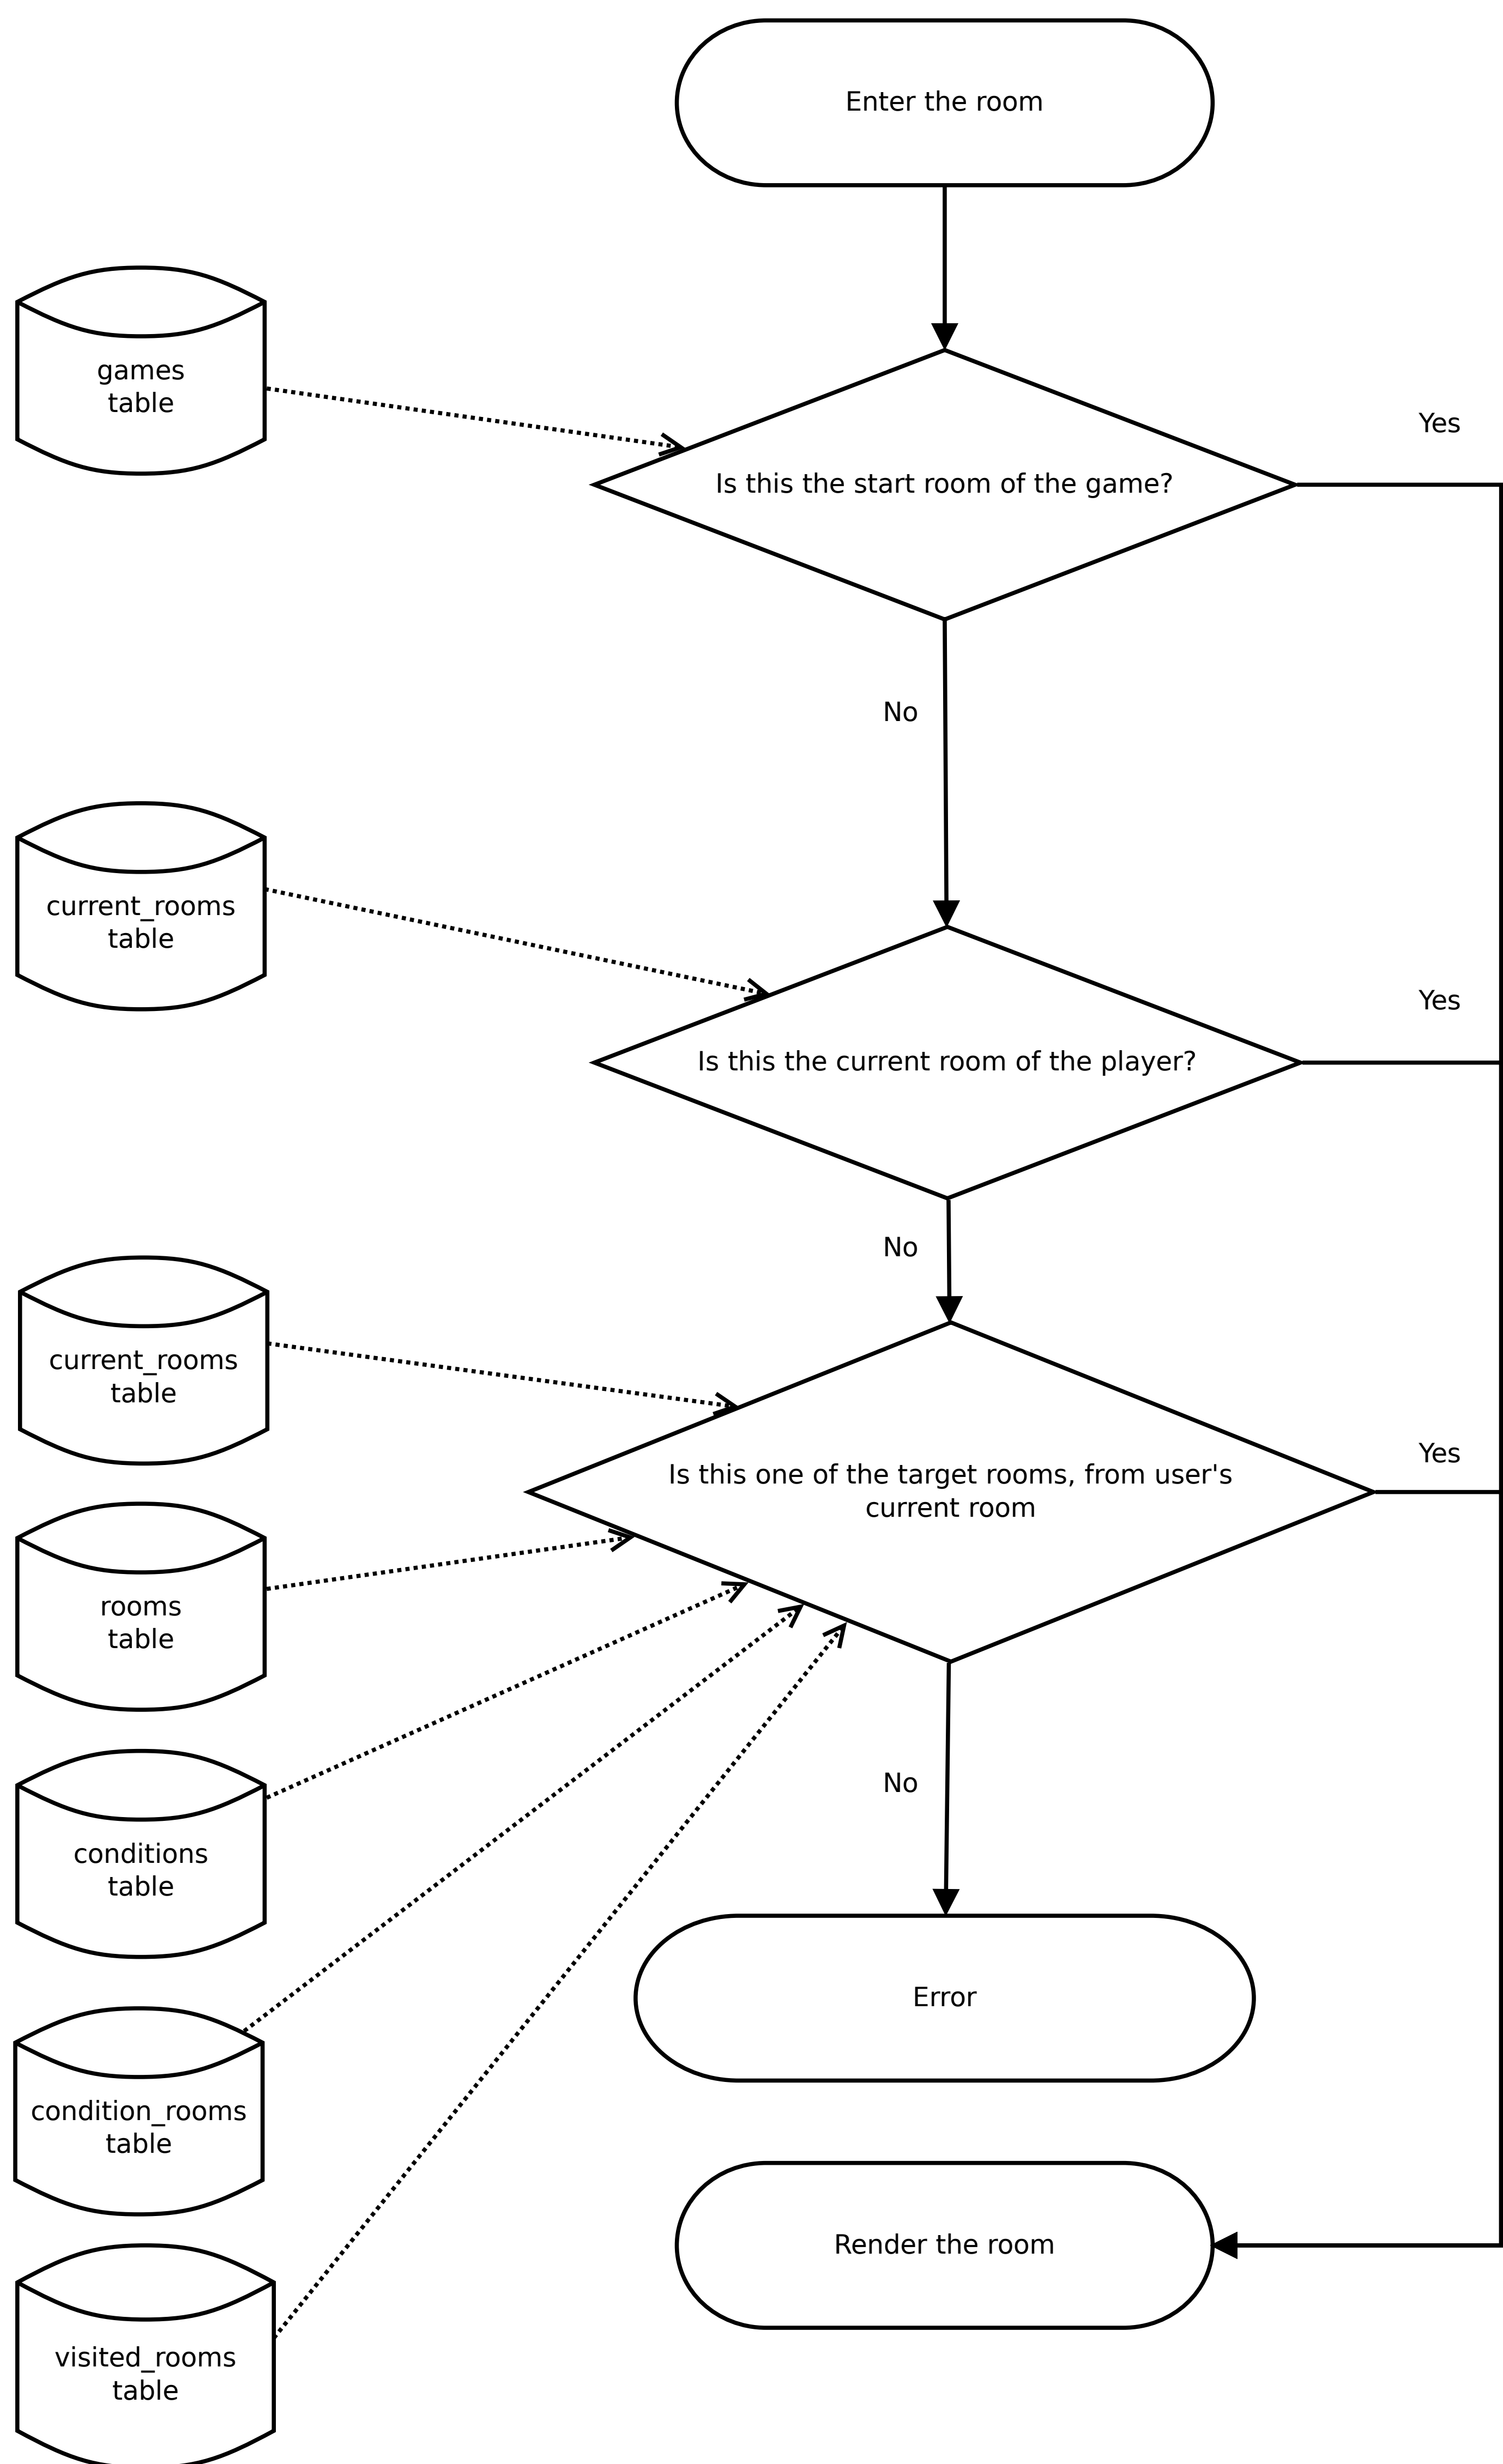 Enter the room
games
table
Yes
Is this the start room of the game?
No
current_rooms
table
Yes
Is this the current room of the player?
No
current_rooms
table
Yes
Is this one of the target rooms, from user's
current room
rooms
table
No
conditions
table
Error
condition_rooms
table
Render the room
visited_rooms
table